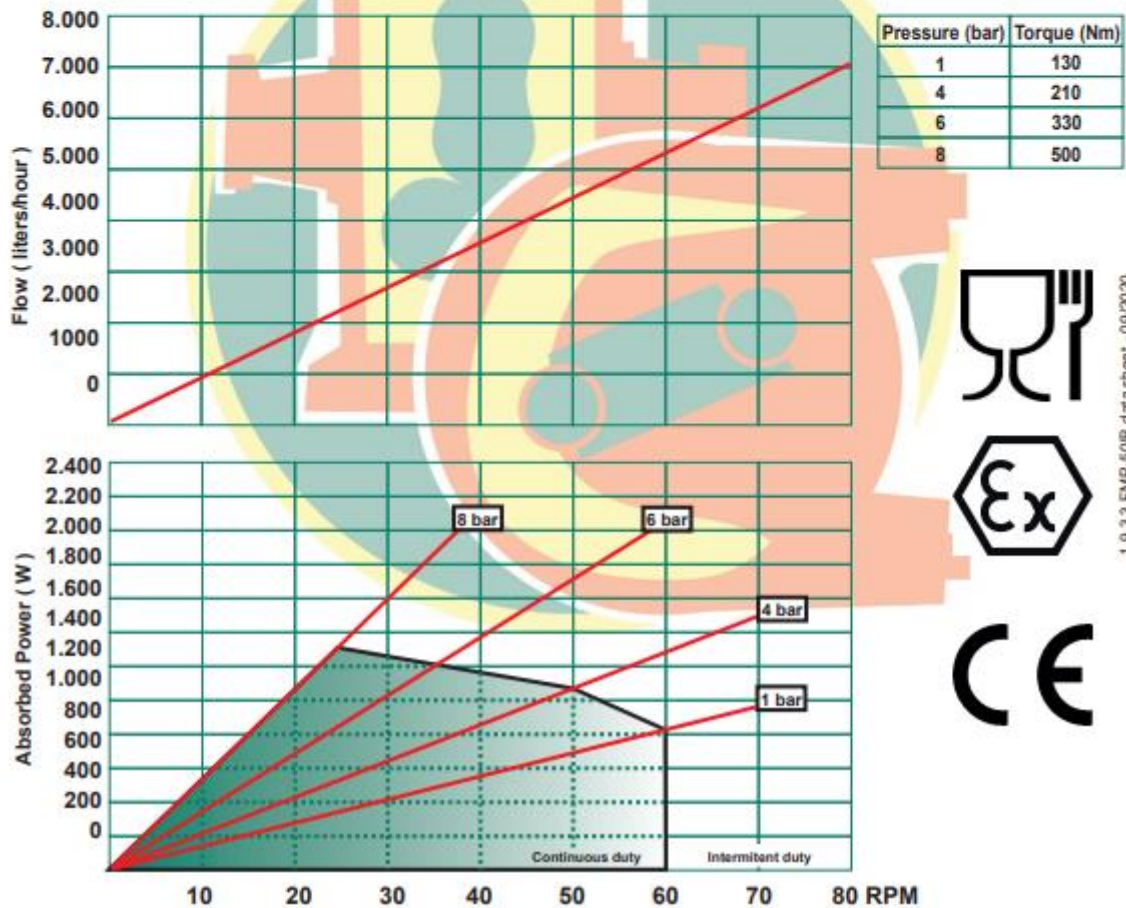 8.000
7.000
6.000
5.000
4.000
3.000
2.000
1000
0
Flow ( liters/hour )
Pressure (bar) Torque (Nm)
1 130
4 210
6 330
8 500
2.400
2.200
2.000
1.800
1.600
1.400
1.200
1.000
800
600
400
200
0
Absorbed Power ( W )
8 bar
6 bar
4 bar
1 bar
Continuous duty
Intermitent duty
10 20 30 40 50 60 70 80 RPM
Ex
CE